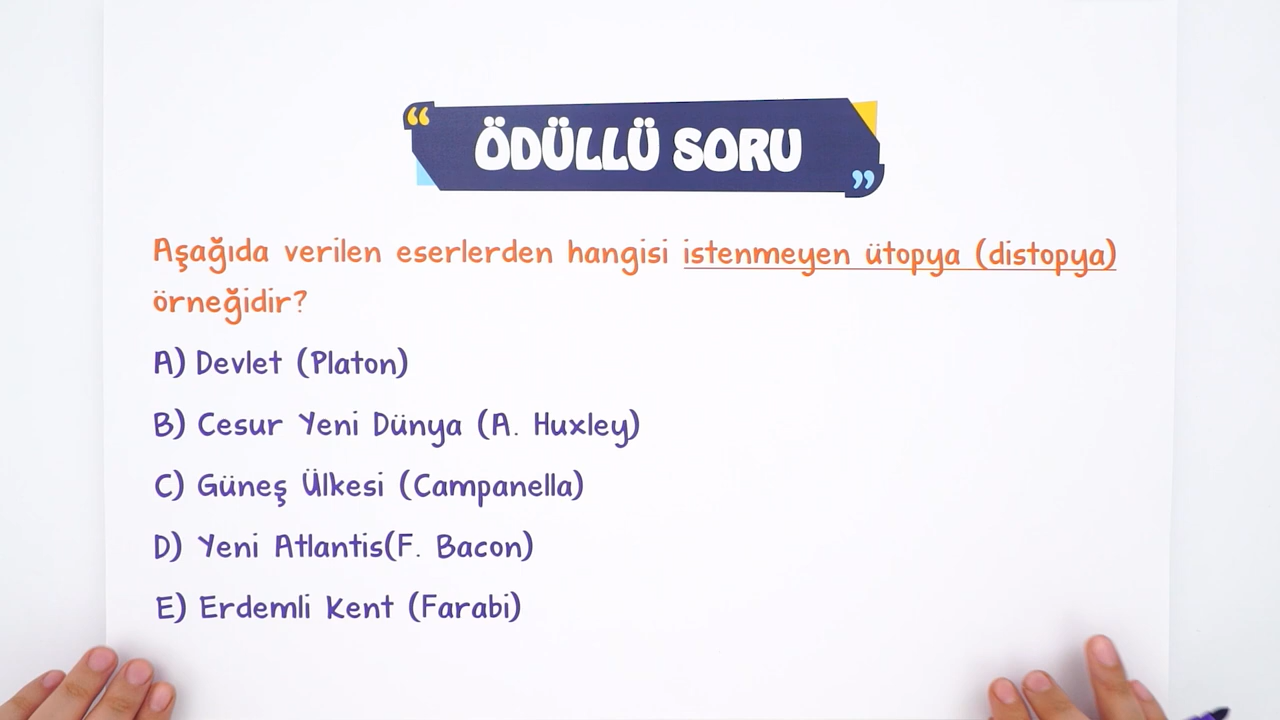 ÖDÜLLÜ SORU
Aşağıda verilen eserlerden hangisi istenmeyen ütopya (distopya)
örneğidir?
A) Devlet (Platon)
B) Cesur Yeni Dünya (A. Huxley)
C) Güneş Ülkesi (Campanella)
D) Yeni Atlantis(F. Bacon)
E) Erdemli Kent (Farabi)